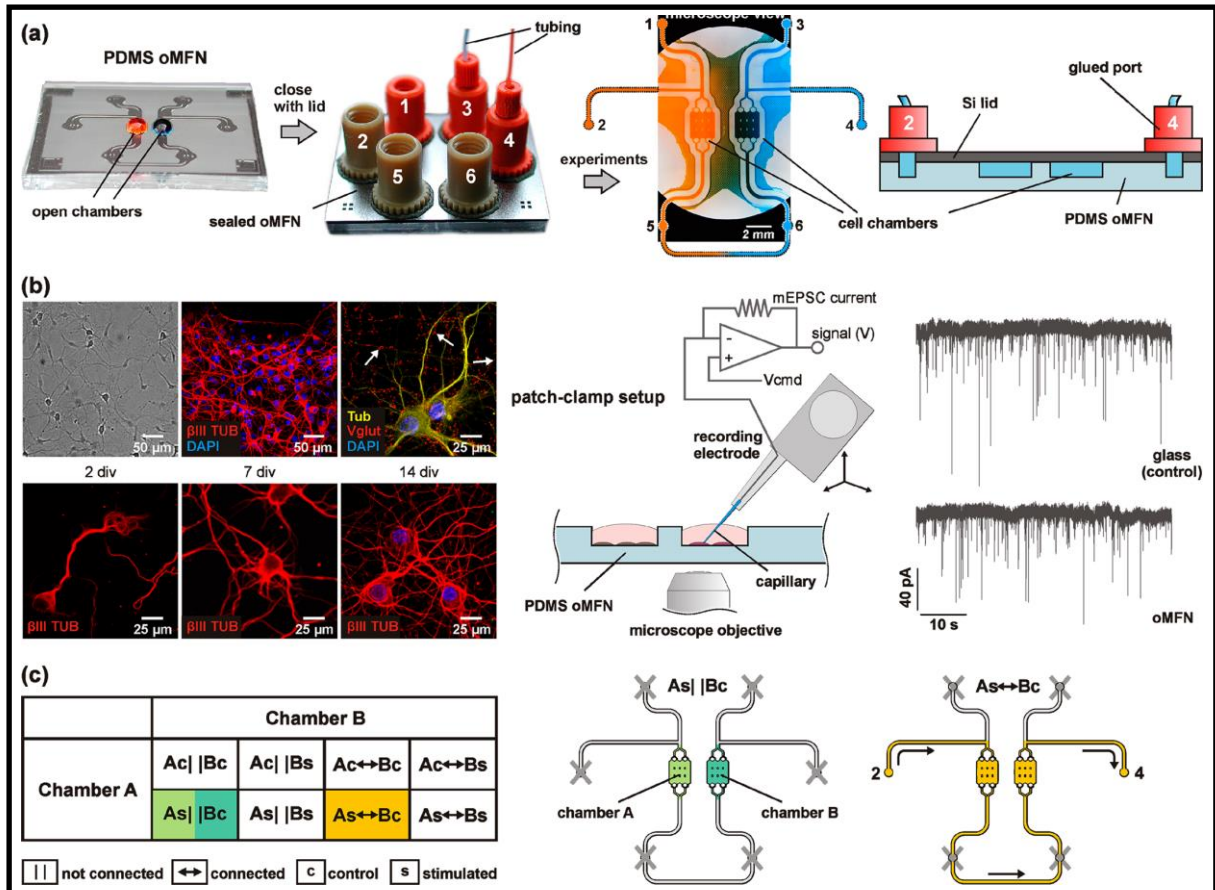 (a)
PDMS oMFN
open chambers
close
with lid
tubing
1
2
3
4
5
6
sealed oMFN
experiments
microscope view
1
3
2
4
5
6
2 mm
cell chambers
glued port
Si lid
2
4
PDMS oMFN
(b)
50 µm
βIII TUB
DAPI
50 µm
Tub
Vglut
DAPI
25 µm
2 div
7 div
14 div
βIII TUB
25 µm
βIII TUB
25 µm
βIII TUB
25 µm
patch-clamp setup
mEPSC current
-
+
signal (V)
Vcmd
recording
electrode
capillary
PDMS oMFN
microscope objective
glass
(control)
40 pA
10 s
oMFN
(c)
Chamber B
Chamber A
Ac| |Bc Ac| |Bs Ac↔Bc Ac↔Bs
As| |Bc As| |Bs As↔Bc As↔Bs
| | not connected ↔ connected c control s stimulated
As| |Bc
chamber A
chamber B
As↔Bc
2
4